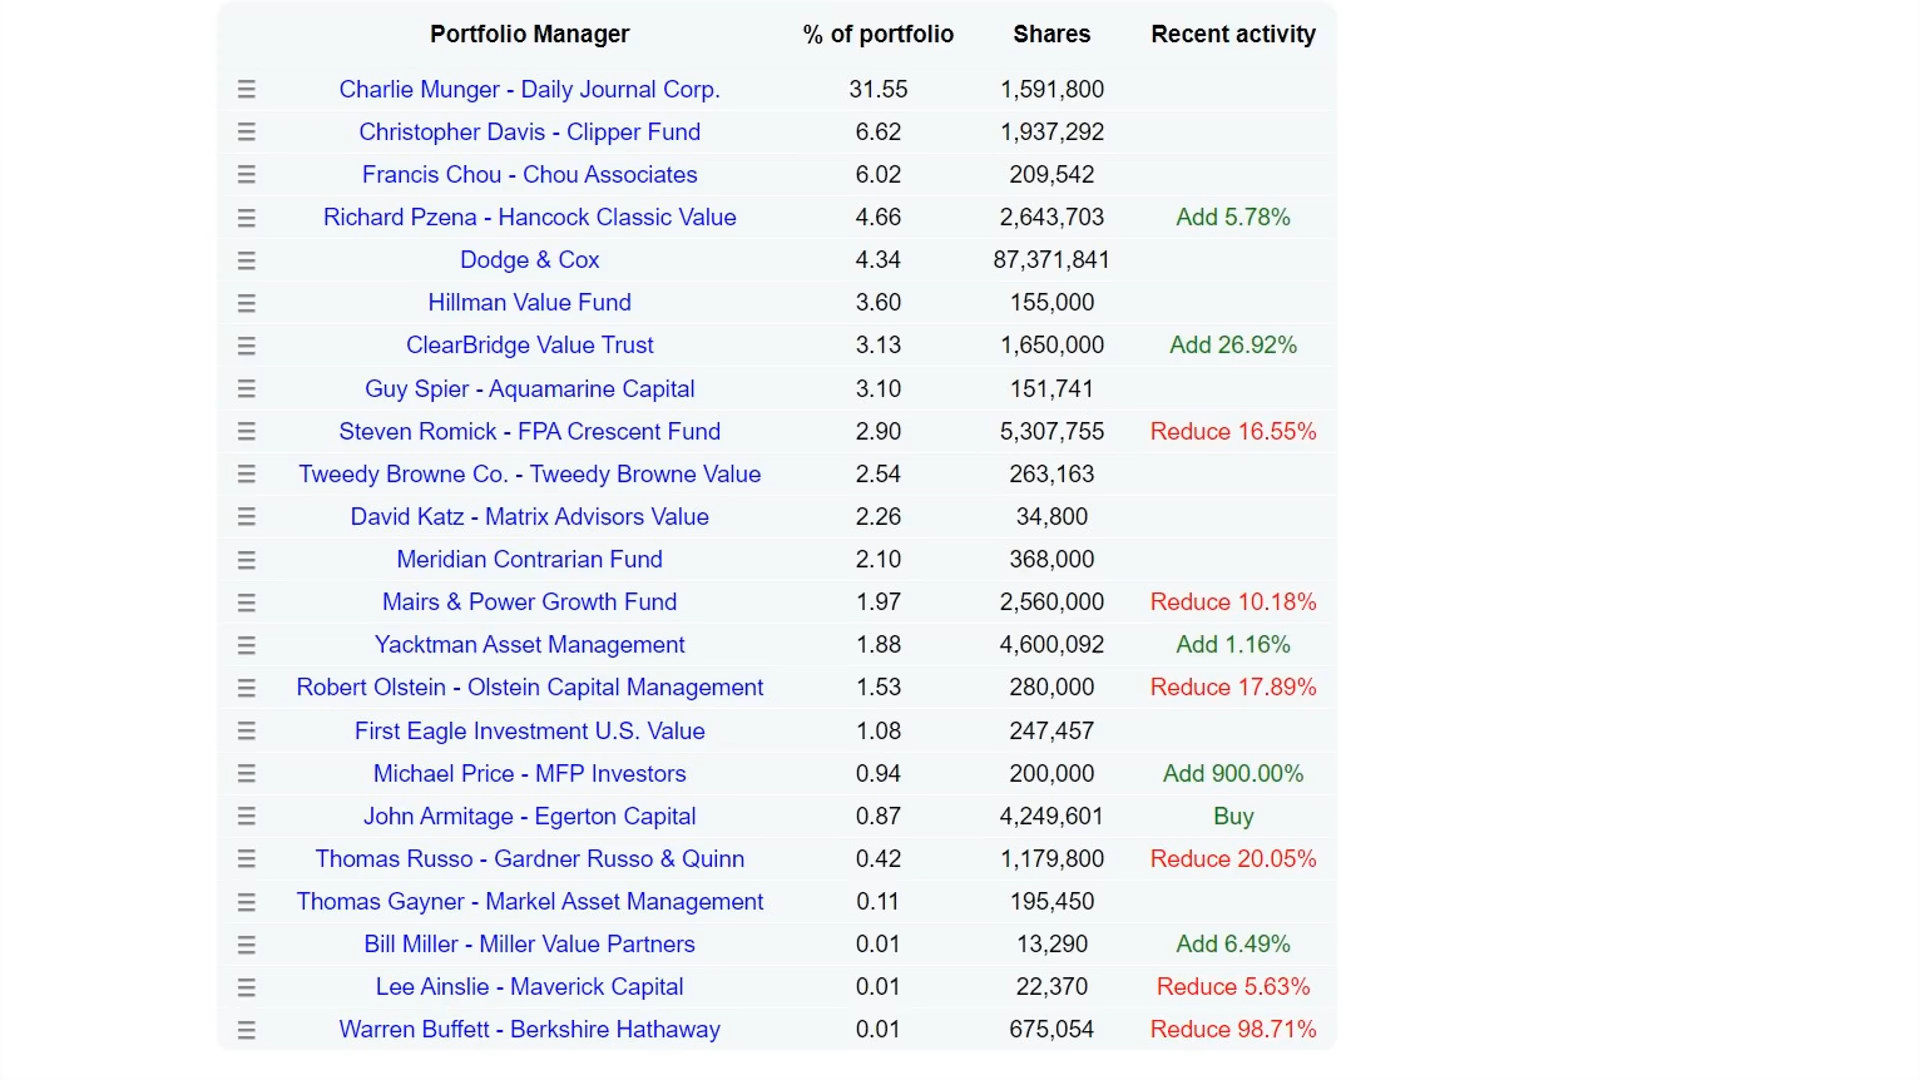 Portfolio Manager % of portfolio Shares Recent activity
Charlie Munger - Daily Journal Corp. 31.55 1,591,800
Christopher Davis - Clipper Fund 6.62 1,937,292
Francis Chou - Chou Associates 6.02 209,542
Richard Pzena - Hancock Classic Value 4.66 2,643,703 Add 5.78%
Dodge & Cox 4.34 87,371,841
Hillman Value Fund 3.60 155,000
ClearBridge Value Trust 3.13 1,650,000 Add 26.92%
Guy Spier - Aquamarine Capital 3.10 151,741
Steven Romick - FPA Crescent Fund 2.90 5,307,755 Reduce 16.55%
Tweedy Browne Co. - Tweedy Browne Value 2.54 263,163
David Katz - Matrix Advisors Value 2.26 34,800
Meridian Contrarian Fund 2.10 368,000
Mairs & Power Growth Fund 1.97 2,560,000 Reduce 10.18%
Yacktman Asset Management 1.88 4,600,092 Add 1.16%
Robert Olstein - Olstein Capital Management 1.53 280,000 Reduce 17.89%
First Eagle Investment U.S. Value 1.08 247,457
Michael Price - MFP Investors 0.94 200,000 Add 900.00%
John Armitage - Egerton Capital 0.87 4,249,601 Buy
Thomas Russo - Gardner Russo & Quinn 0.42 1,179,800 Reduce 20.05%
Thomas Gayner - Markel Asset Management 0.11 195,450
Bill Miller - Miller Value Partners 0.01 13,290 Add 6.49%
Lee Ainslie - Maverick Capital 0.01 22,370 Reduce 5.63%
Warren Buffett - Berkshire Hathaway 0.01 675,054 Reduce 98.71%